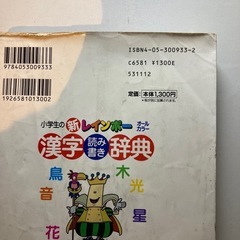 ISBN4-05-300933-2
C6581 ¥1300E
531112
9784053009333
1926581013002
定価 本体1,300円
小学生の新レインボー
オールカラー
漢字読み書き辞典
鳥
木
光
音
星
花